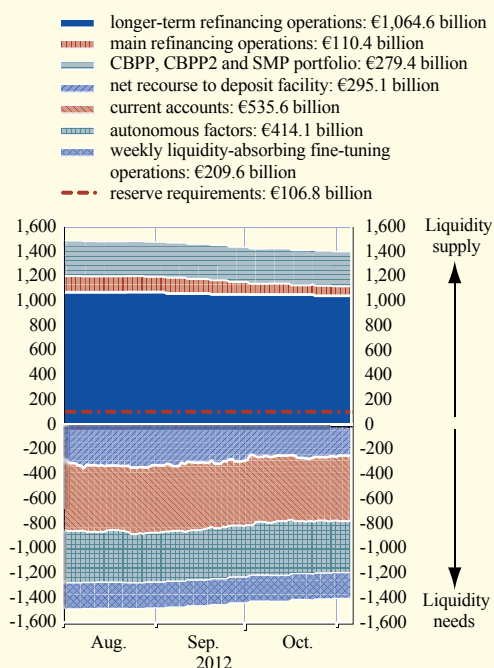 longer-term refinancing operations: €1,064.6 billion
main refinancing operations: €110.4 billion
CBPP, CBPP2 and SMP portfolio: €279.4 billion
net recourse to deposit facility: €295.1 billion
current accounts: €535.6 billion
autonomous factors: €414.1 billion
weekly liquidity-absorbing fine-tuning
operations: €209.6 billion
reserve requirements: €106.8 billion
1,600 1,600 Liquidity
1,400 1,400 supply
1,200 1,200
1,000 1,000
800 800
600 600
400 400
200 200
0 0
-200 -200
-400 -400
-600 -600
-800 -800
-1,000 -1,000
-1,200 -1,200
-1,400 -1,400 Liquidity
-1,600 -1,600 needs
Aug. Sep. Oct.
2012